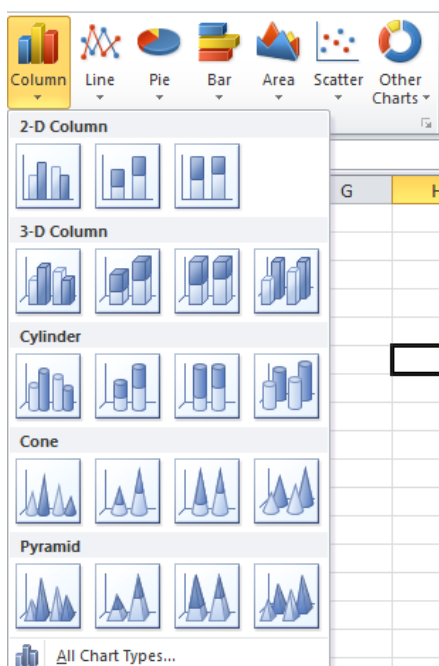 Column Line Pie Bar Area Scatter Other
Charts
2-D Column
G H
3-D Column
Cylinder
Cone
Pyramid
All Chart Types...